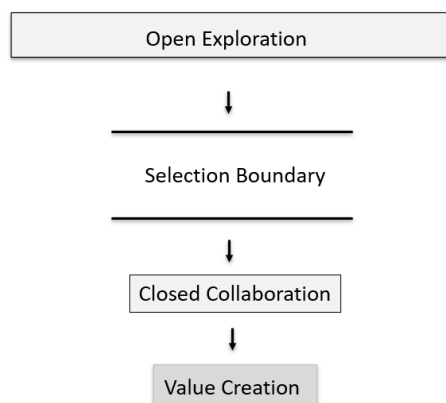 Open Exploration
Selection Boundary
Closed Collaboration
Value Creation